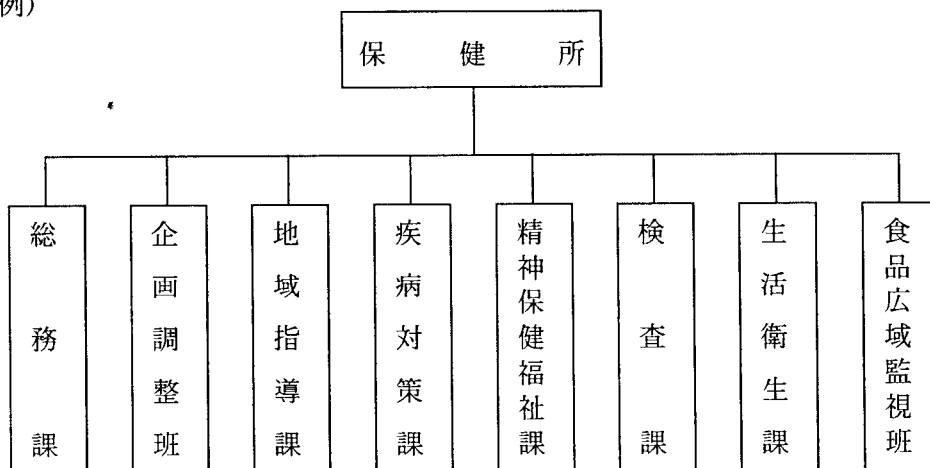 例）
保健所
総務課
企画調整班
地域指導課
疾病対策課
精神保健福祉課
検査課
生活衛生課
食品広域監視班